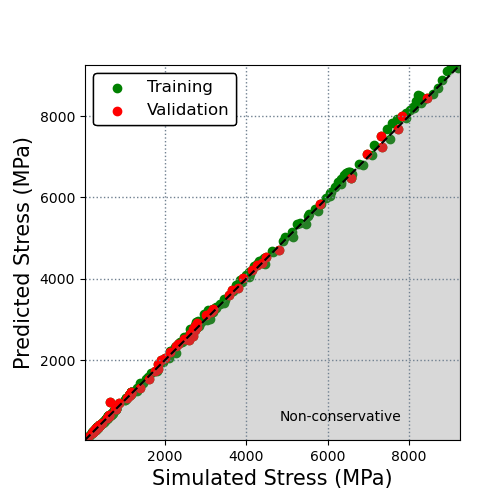 Training
Validation
Predicted Stress (MPa)
8000
6000
4000
2000
Non-conservative
2000 4000 6000 8000
Simulated Stress (MPa)